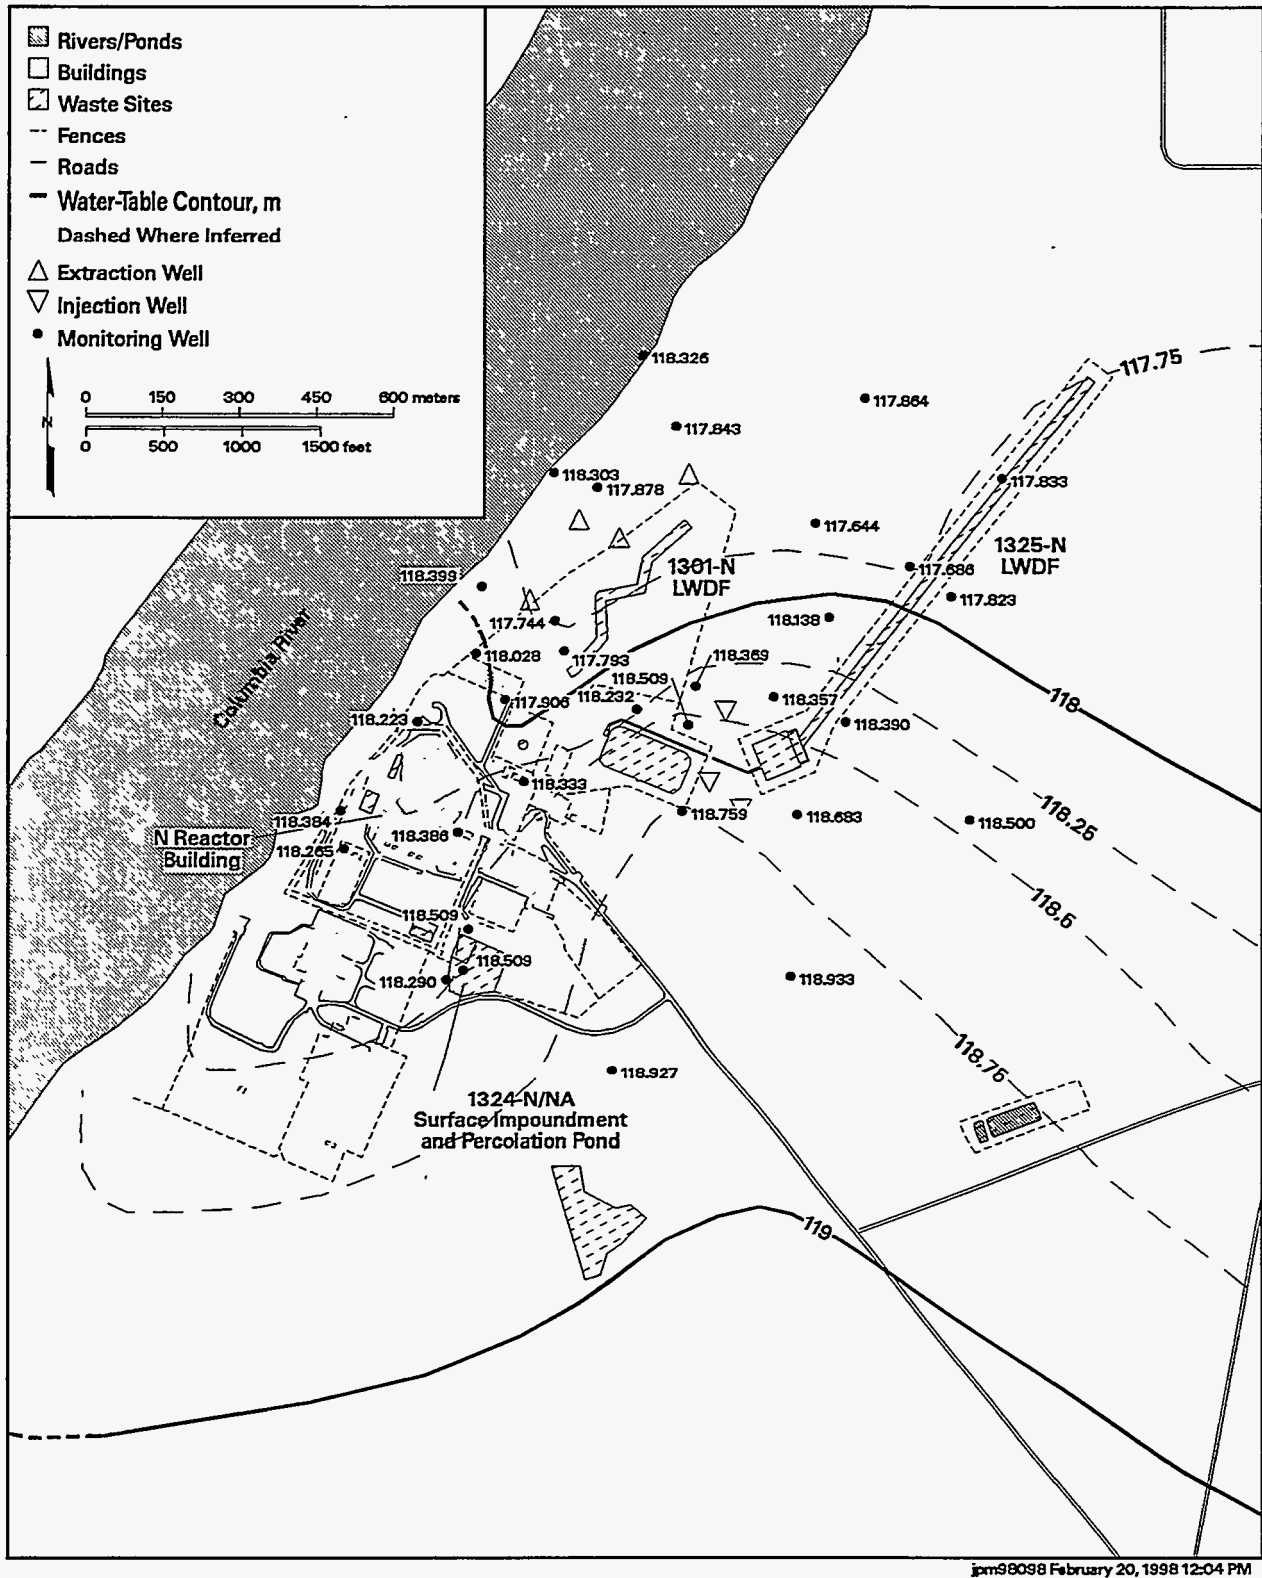 Rivers/Ponds
Buildings
Waste Sites
Fences
Roads
Water-Table Contour, m
Dashed Where Inferred
Extraction Well
Injection Well
Monitoring Well
N
0 150 300 450 600 meters
0 500 1000 1500 feet
118.326
117.75
117.864
117.843
118.303
117.878
117.833
117.644
1325-N
LWDF
1301-N
LWDF
117.686
118.399
117.823
117.744
118.138
Columbia River
118.028
117.793
118.369
118.509
118.232
118.357
118
117.906
118.223
118.390
118.333
118.25
118.384
118.759
118.683
118.500
N Reactor
Building
118.386
118.265
118.5
118.509
118.509
118.290
118.933
118.75
118.927
1324-N/NA
Surface Impoundment
and Percolation Pond
119
jpm98098 February 20, 1998 12:04 PM